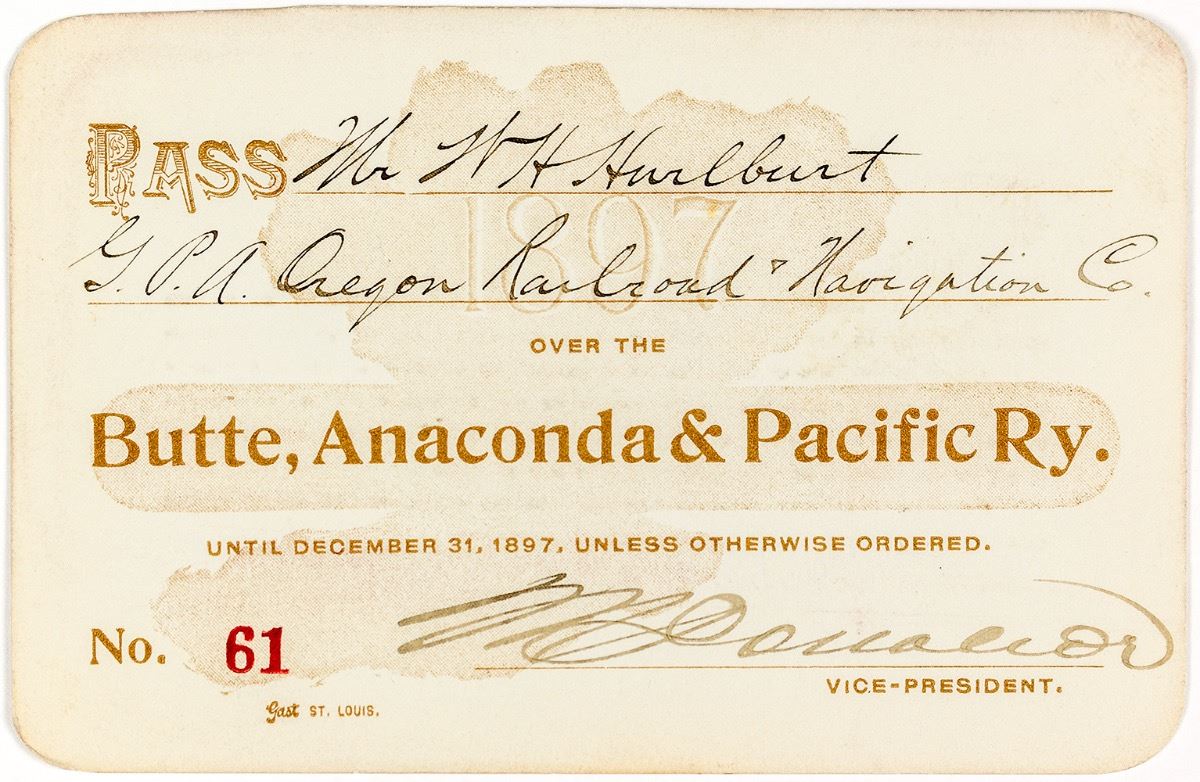 PASS Mr W H Hurlburt
1897
G. P. A. Oregon Railroad & Navigation Co.
OVER THE
Butte, Anaconda & Pacific Ry.
UNTIL DECEMBER 31, 1897, UNLESS OTHERWISE ORDERED.
No. 61
VICE-PRESIDENT.
Gast ST. LOUIS.